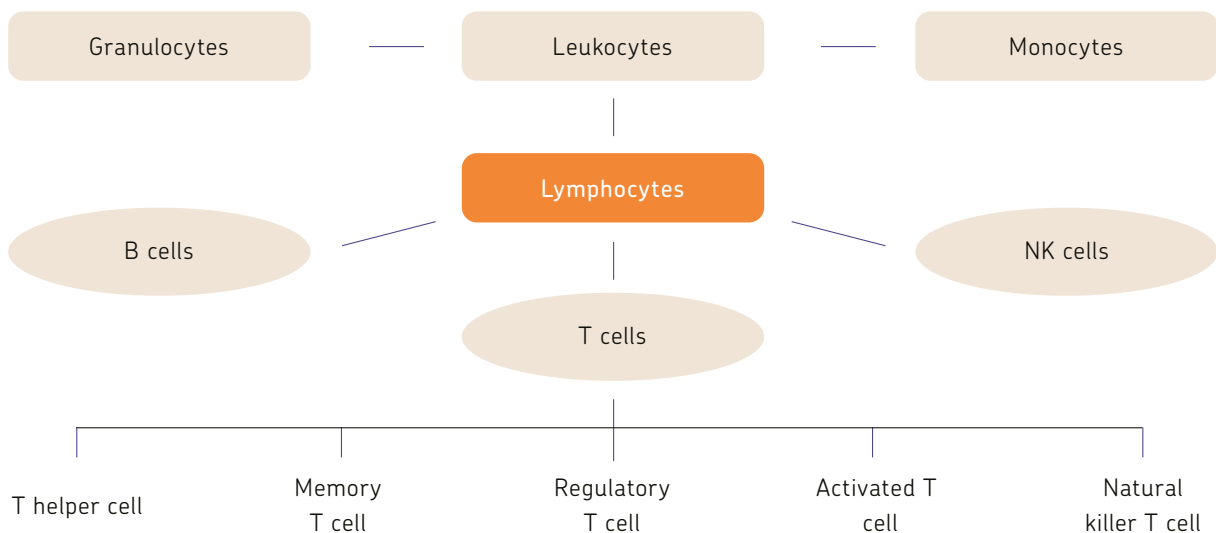 Granulocytes
Leukocytes
Monocytes
Lymphocytes
B cells
NK cells
T cells
T helper cell
Memory
T cell
Regulatory
T cell
Activated T
cell
Natural
killer T cell